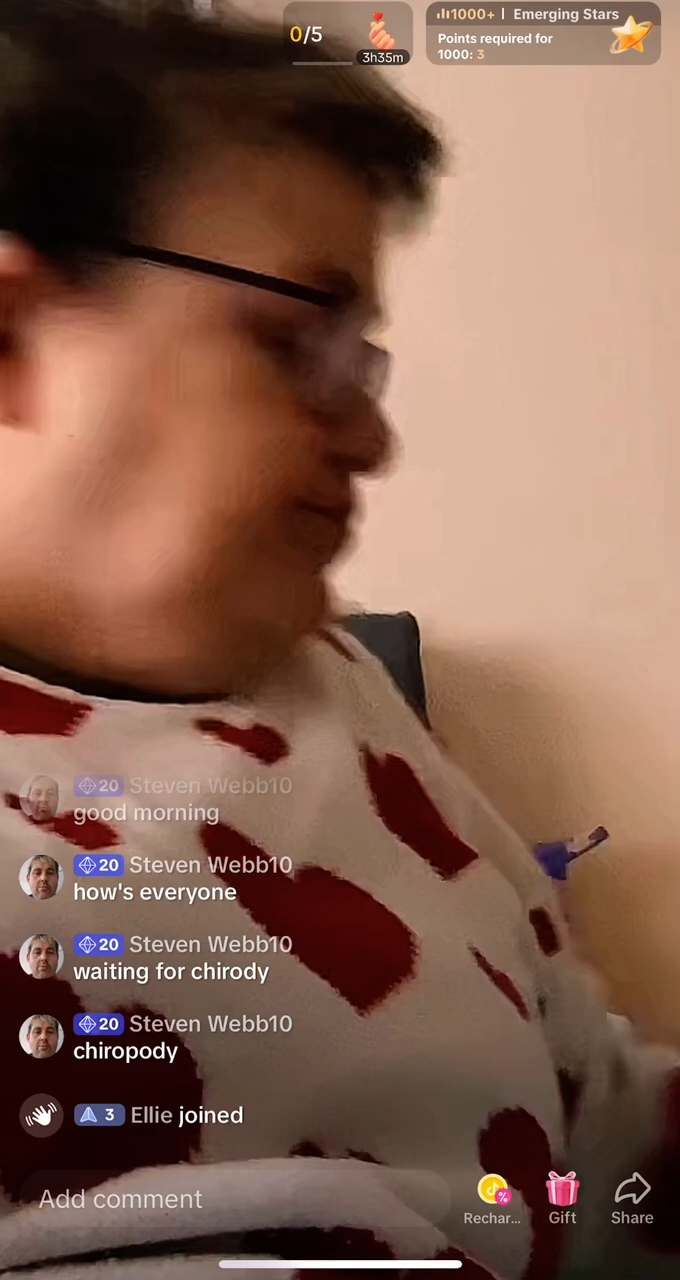 0/5
3h35m
1000+ | Emerging Stars
Points required for
1000: 3
20 Steven Webb10
good morning
20 Steven Webb10
how's everyone
20 Steven Webb10
waiting for chirody
20 Steven Webb10
chiropody
3 Ellie joined
Add comment
Rechar...
Gift
Share